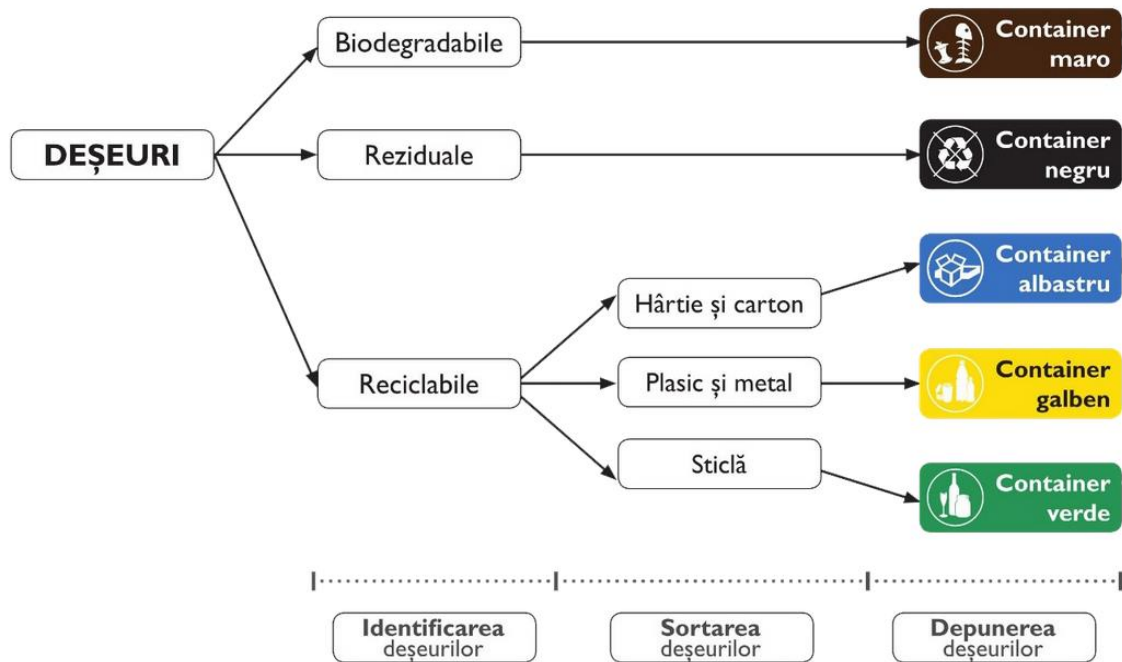 Biodegradabile
Container
maro
DEȘEURI
Reziduale
Container
negru
Container
albastru
Hârtie și carton
Reciclabile
Plasic și metal
Container
galben
Sticlă
Container
verde
Identificarea
deșeurilor
Sortarea
deșeurilor
Depunerea
deșeurilor